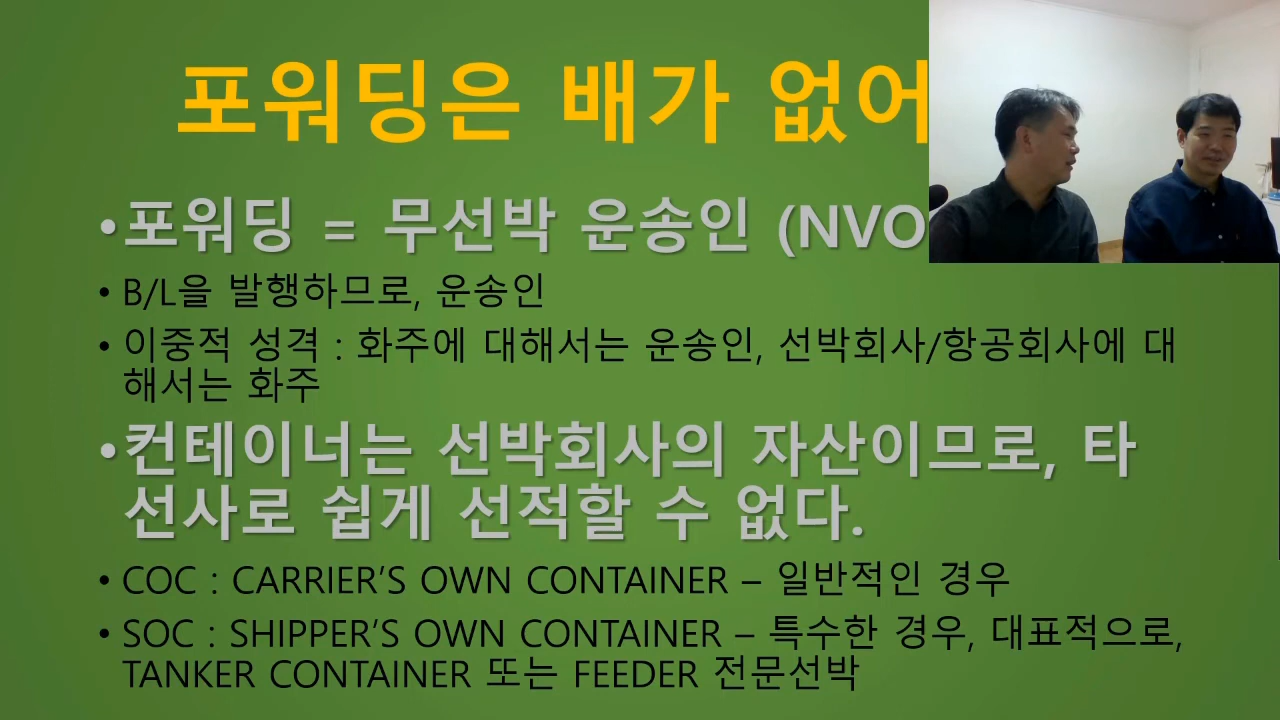 포워딩은 배가 없어
•포워딩 = 무선박 운송인 (NVO
• B/L을 발행하므로, 운송인
• 이중적 성격 : 화주에 대해서는 운송인, 선박회사/항공회사에 대
해서는 화주
•컨테이너는 선박회사의 자산이므로, 타
선사로 쉽게 선적할 수 없다.
• COC : CARRIER’S OWN CONTAINER – 일반적인 경우
• SOC : SHIPPER’S OWN CONTAINER – 특수한 경우, 대표적으로,
TANKER CONTAINER 또는 FEEDER 전문선박